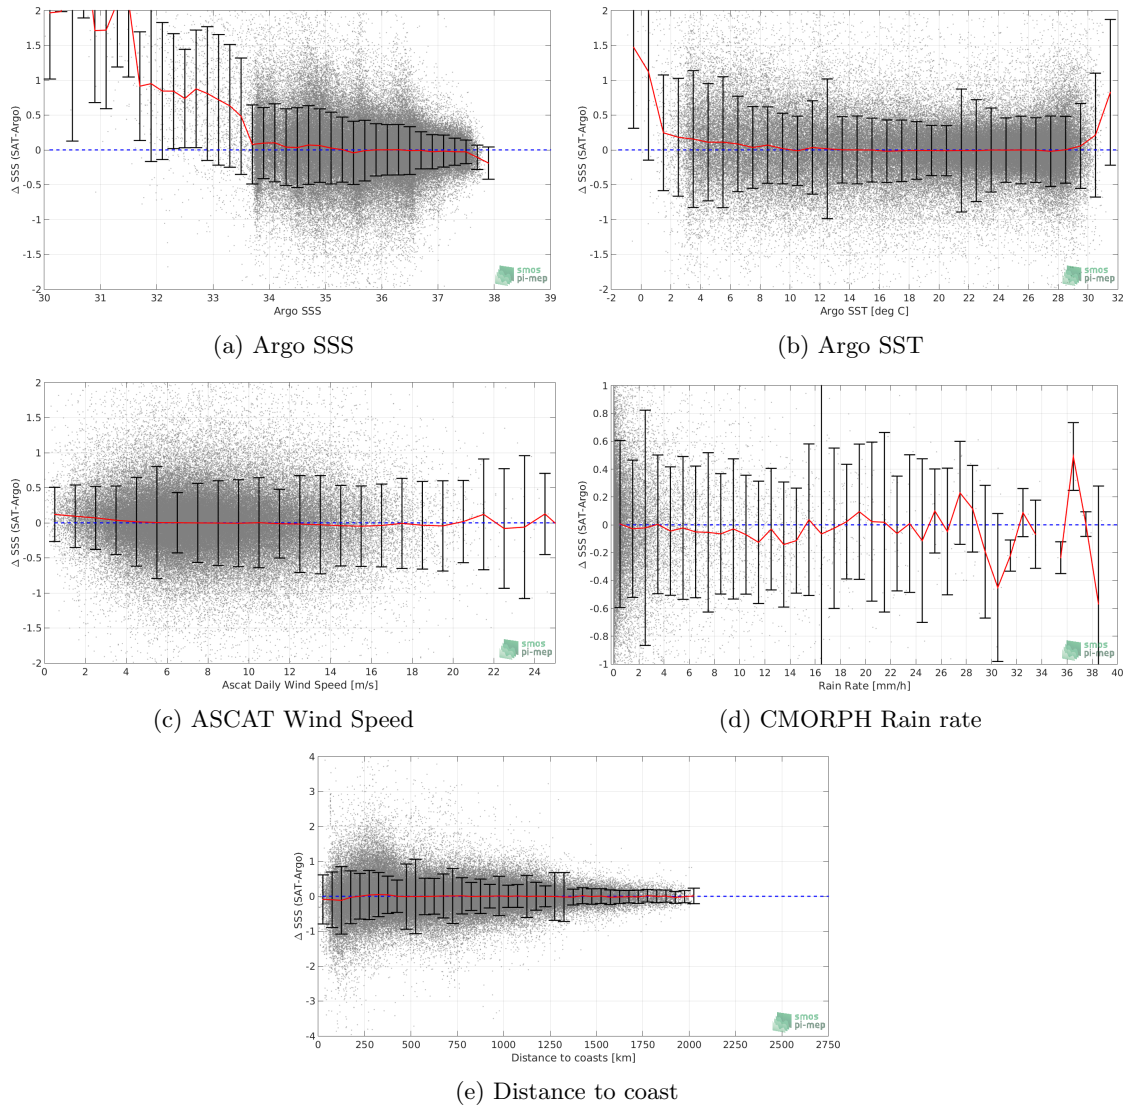 2
1.5
1
0.5
0
-0.5
-1
-1.5
-2
Δ SSS (SAT-Argo)
30 31 32 33 34 35 36 37 38 39
Argo SSS
smos
pi-mep
(a) Argo SSS
2
1.5
1
0.5
0
-0.5
-1
-1.5
-2
Δ SSS (SAT-Argo)
-2 0 2 4 6 8 10 12 14 16 18 20 22 24 26 28 30 32
Argo SST [deg C]
smos
pi-mep
(b) Argo SST
2
1.5
1
0.5
0
-0.5
-1
-1.5
-2
Δ SSS (SAT-Argo)
0 2 4 6 8 10 12 14 16 18 20 22 24
Ascat Daily Wind Speed [m/s]
smos
pi-mep
(c) ASCAT Wind Speed
1
0.8
0.6
0.4
0.2
0
-0.2
-0.4
-0.6
-0.8
-1
Δ SSS (SAT-Argo)
0 2 4 6 8 10 12 14 16 18 20 22 24 26 28 30 32 34 36 38 40
Rain Rate [mm/h]
smos
pi-mep
(d) CMORPH Rain rate
4
3
2
1
0
-1
-2
-3
-4
Δ SSS (SAT-Argo)
0 250 500 750 1000 1250 1500 1750 2000 2250 2500 2750
Distance to coasts [km]
smos
pi-mep
(e) Distance to coast